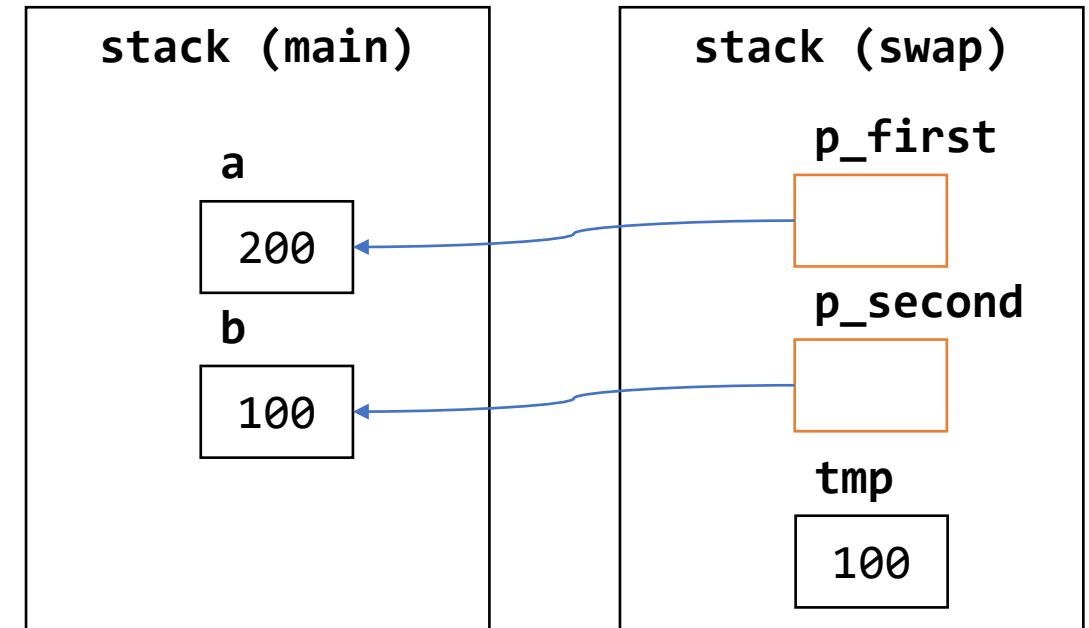 stack (main)
a
200
b
100
stack (swap)
p_first
p_second
tmp
100